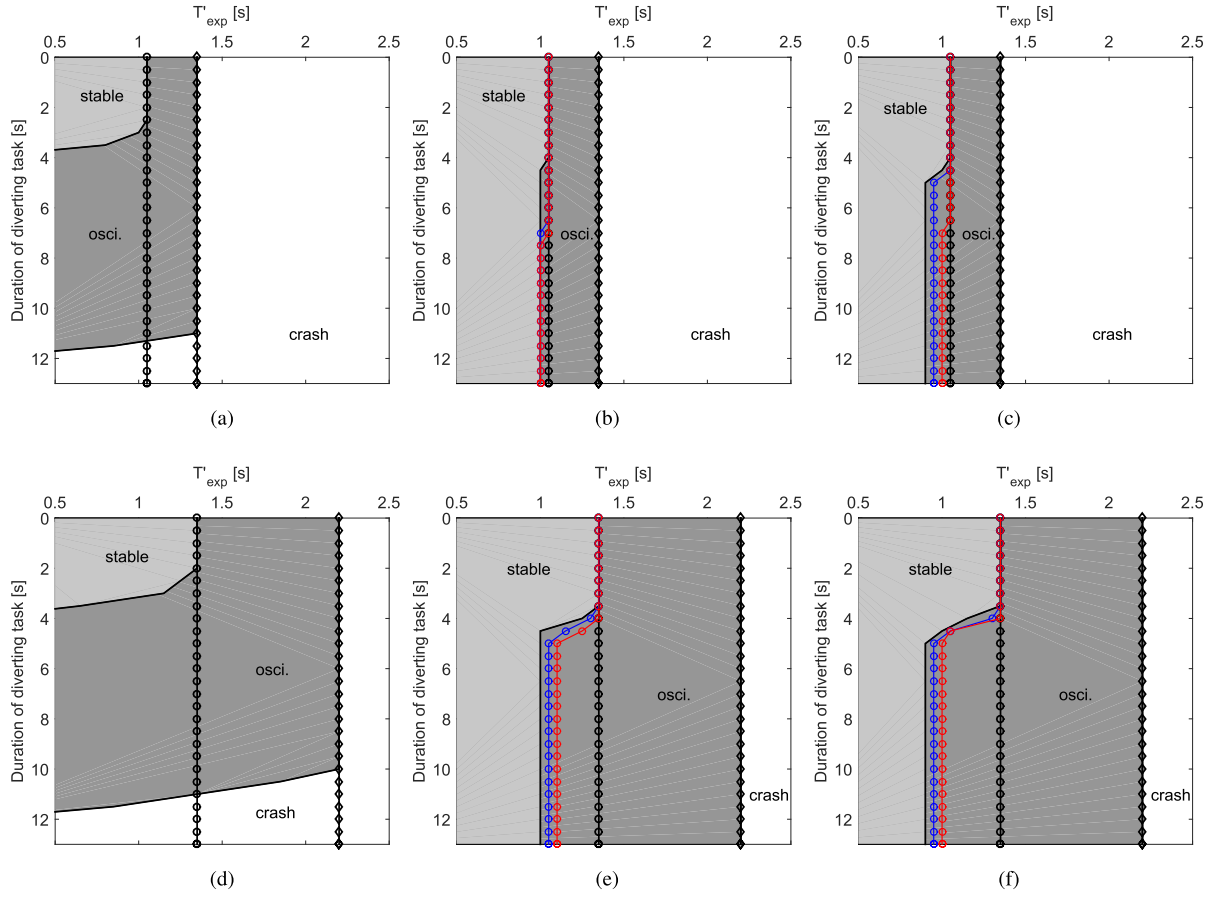 T'exp [s]
0.5 1 1.5 2 2.5
0
2
4
6
8
10
12
Duration of diverting task [s]
stable
osci.
crash
(a)
T'exp [s]
0.5 1 1.5 2 2.5
0
2
4
6
8
10
12
Duration of diverting task [s]
stable
osci.
crash
(b)
T'exp [s]
0.5 1 1.5 2 2.5
0
2
4
6
8
10
12
Duration of diverting task [s]
stable
osci.
crash
(c)
T'exp [s]
0.5 1 1.5 2 2.5
0
2
4
6
8
10
12
Duration of diverting task [s]
stable
osci.
crash
(d)
T'exp [s]
0.5 1 1.5 2 2.5
0
2
4
6
8
10
12
Duration of diverting task [s]
stable
osci.
crash
(e)
T'exp [s]
0.5 1 1.5 2 2.5
0
2
4
6
8
10
12
Duration of diverting task [s]
stable
osci.
crash
(f)